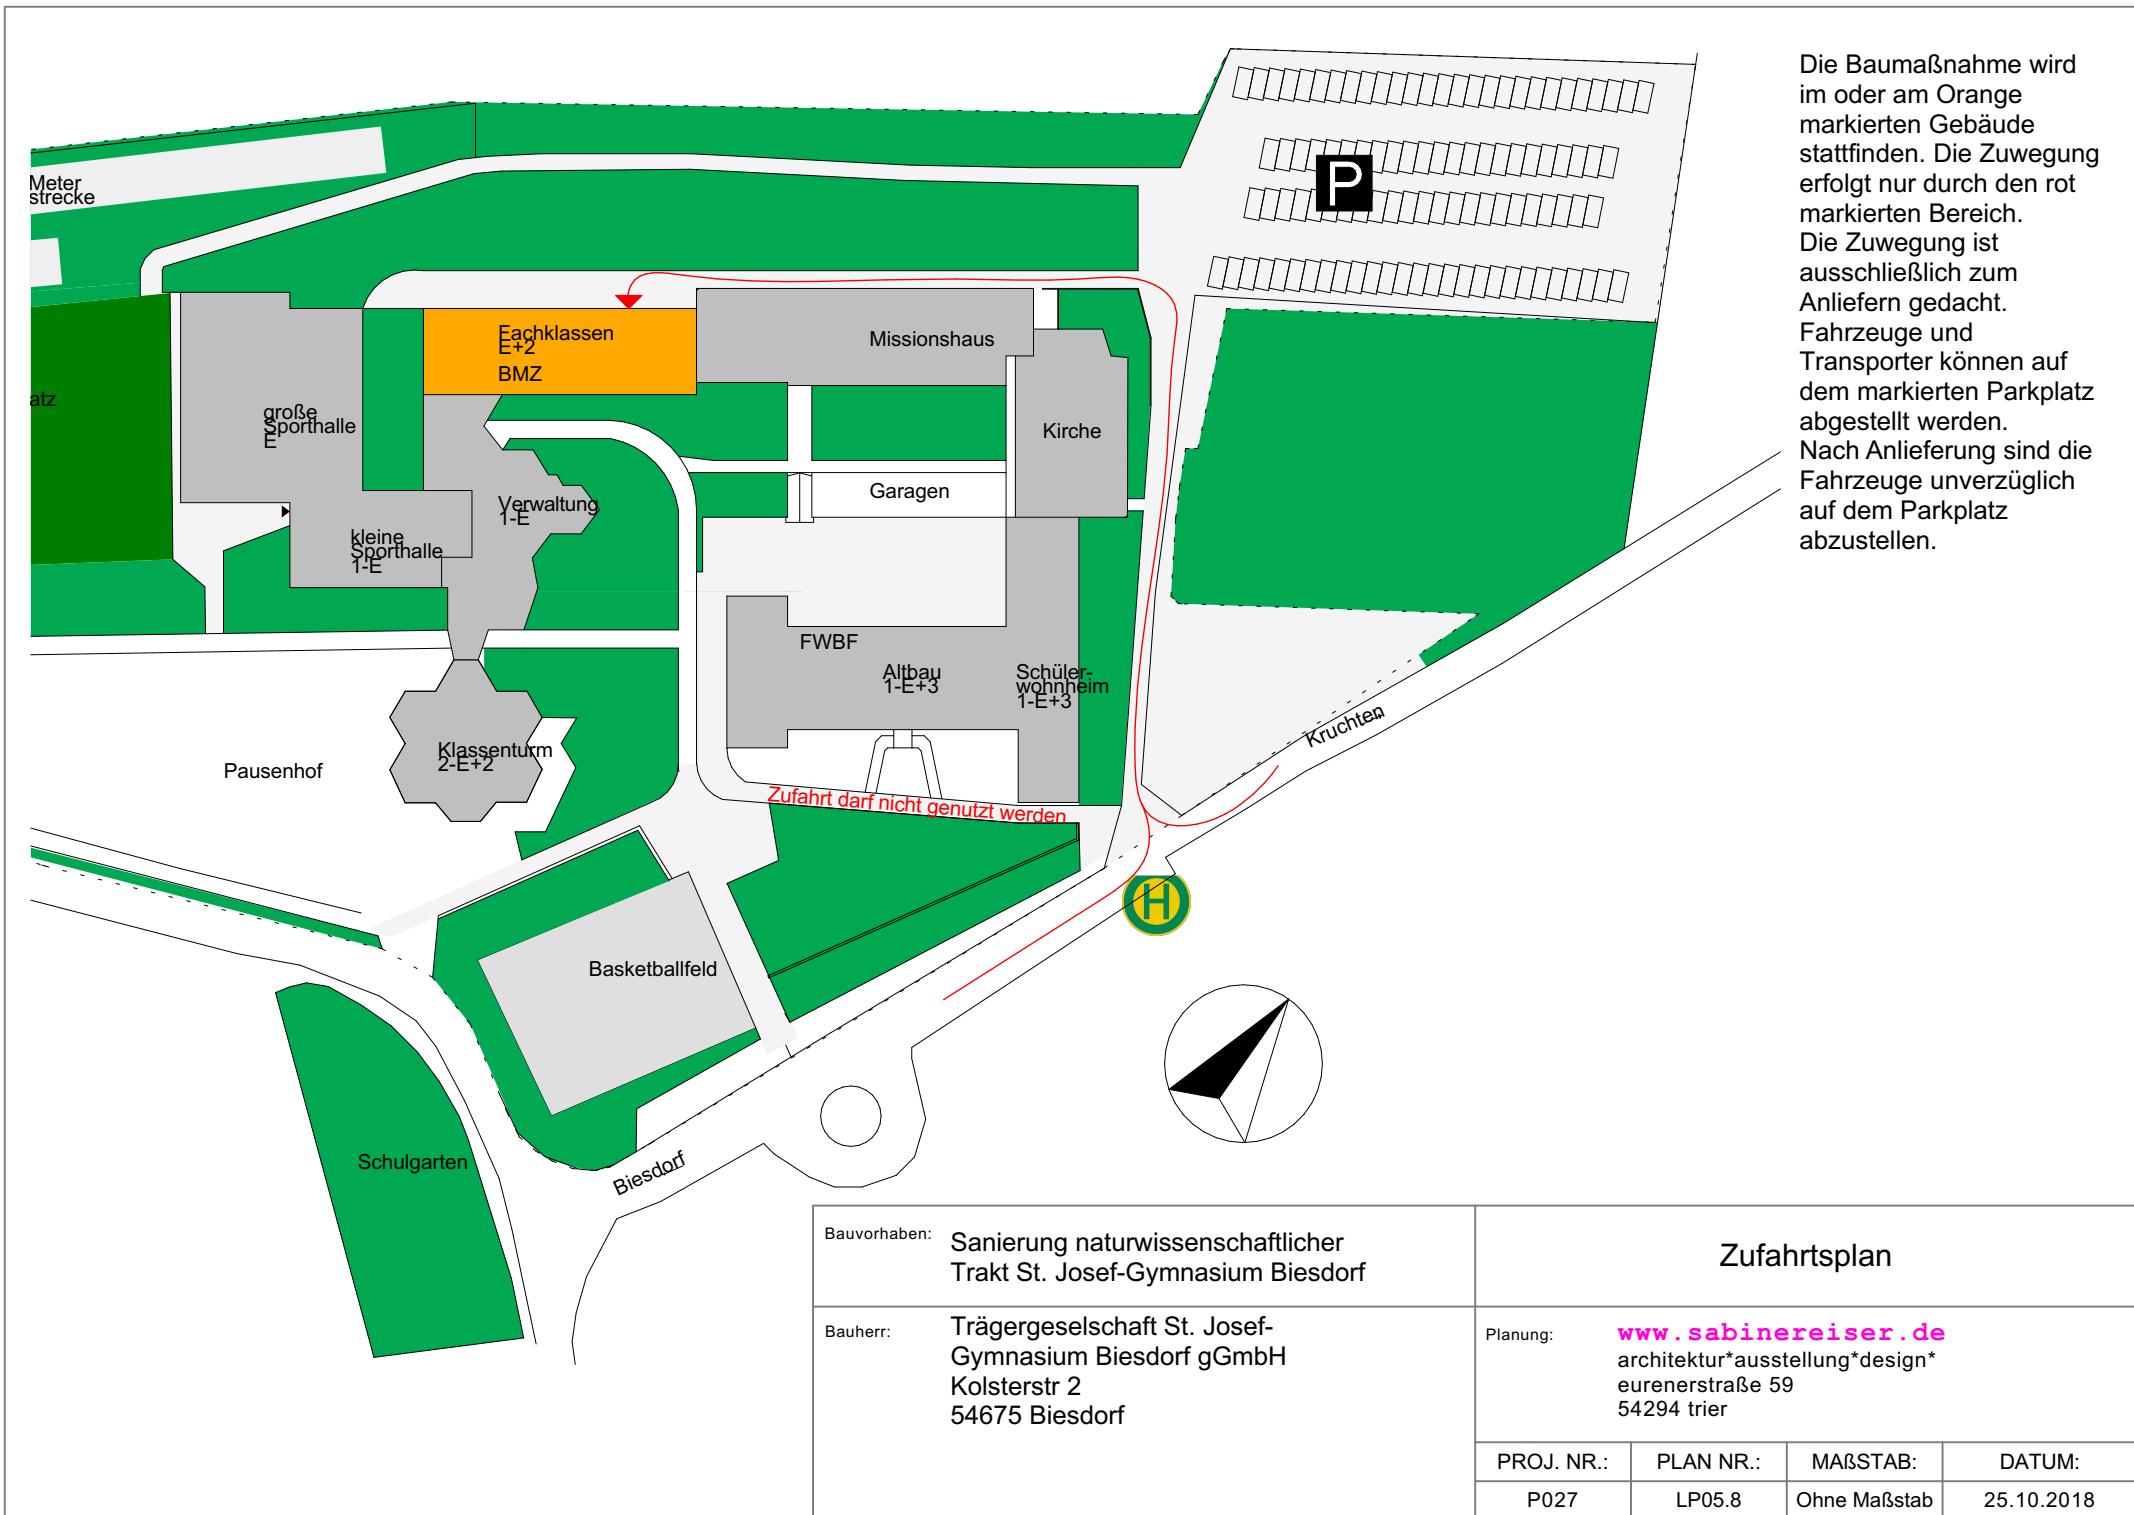 Die Baumaßnahme wird
im oder am Orange
markierten Gebäude
stattfinden. Die Zuwegung
erfolgt nur durch den rot
markierten Bereich.
Die Zuwegung ist
ausschließlich zum
Anliefern gedacht.
Fahrzeuge und
Transporter können auf
dem markierten Parkplatz
abgestellt werden.
Nach Anlieferung sind die
Fahrzeuge unverzüglich
auf dem Parkplatz
abzustellen.
P
Meter
strecke
atz
Fachklassen
E+2
BMZ
Missionshaus
große
Sporthalle
E
Kirche
Garagen
Verwaltung
1-E
kleine
Sporthalle
1-E
FWBF
Altbau
1-E+3
Schüler-
wohnheim
1-E+3
Kruchten
Klassenturm
2-E+2
Pausenhof
Zufahrt darf nicht genutzt werden
H
Basketballfeld
Schulgarten
Biesdorf
Bauvorhaben:
Sanierung naturwissenschaftlicher
Trakt St. Josef-Gymnasium Biesdorf
Zufahrtsplan
Bauherr:
Trägergeselschaft St. Josef-
Gymnasium Biesdorf gGmbH
Kolsterstr 2
54675 Biesdorf
Planung:
www.sabinereiser.de
architektur*ausstellung*design*
eurenerstraße 59
54294 trier
PROJ. NR.: PLAN NR.: MAßSTAB: DATUM:
P027 LP05.8 Ohne Maßstab 25.10.2018